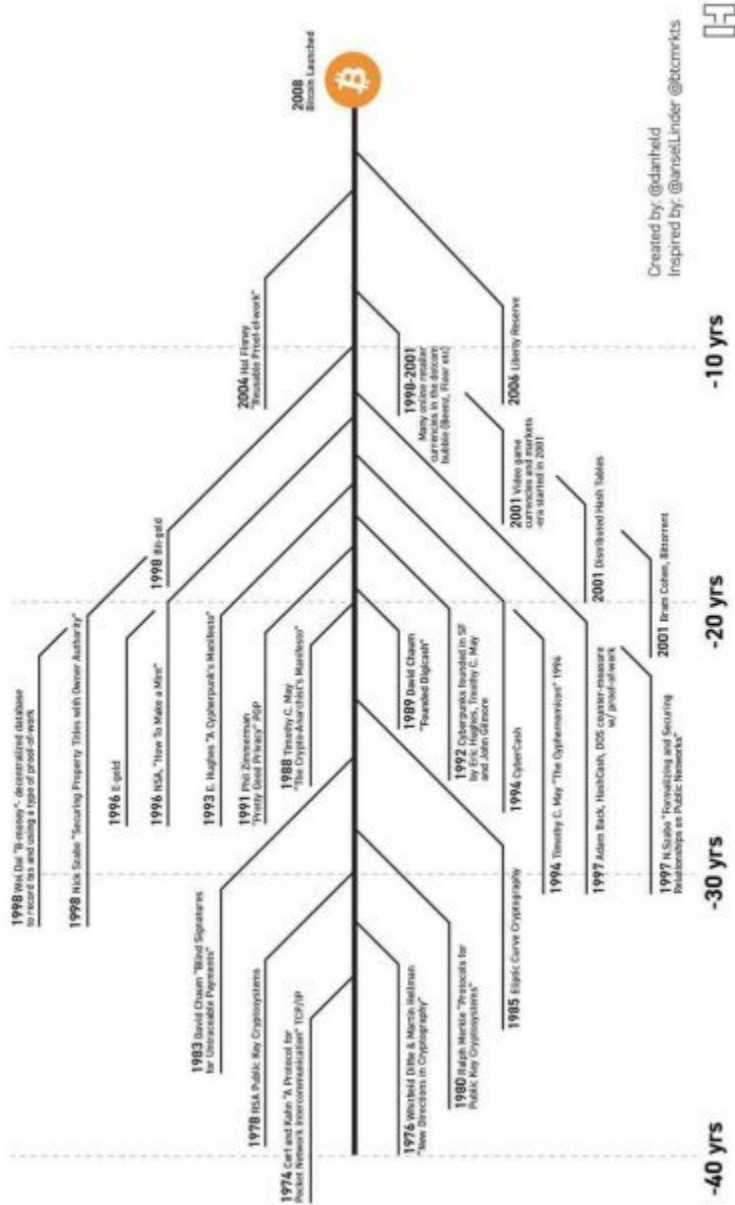 2008
Bitcoin Launched
2004 Hal Finney
"Reusable Proof-of-work"
1998 Bit-gold
1998 Wei Dai "B-money"- decentralized database
to record txs and using a type of proof-of-work
1998 Nick Szabo "Securing Property Titles with Owner Authority"
1996 E-gold
1996 NSA, "How To Make a Mint"
1993 E. Hughes "A Cypherpunk's Manifesto"
1991 Phil Zimmerman
"Pretty Good Privacy" PGP
1988 Timothy C. May
"The Crypto-Anarchist's Manifesto"
1983 David Chaum "Blind Signatures
for Untraceable Payments"
1978 RSA Public Key Cryptosystems
1974 Cerf and Kahn "A Protocol for
Pocket Network Intercommunication" TCP/IP
1976 Whitfield Diffie & Martin Hellman
"New Directions in Cryptography"
1980 Ralph Merkle "Protocols for
Public Key Cryptosystems"
1985 Eliptic Curve Cryptography
1989 David Chaum
"Founded Digicash"
1992 Cyberpunks founded in SF
by Eric Hughes, Timothy C. May
and John Gilmore
1994 CyberCash
1994 Timothy C. May "The Cyphernomicon" 1994
1997 Adam Back, HashCash, DOS counter-measure
w/ proof-of-work
1997 N.Szabo "Formalizing and Securing
Relationships on Public Networks"
1998-2001
Many online retailer
currencies in the dotcom
bubble (Beenz, Flooz etc)
2006 Liberty Reserve
2001 Video game
currencies and markets
-era started in 2001
2001 Distributed Hash Tables
2001 Bram Cohen, Bittorrent
-40 yrs
-30 yrs
-20 yrs
-10 yrs
Created by: @danheld
Inspired by: @anselLinder @btcmrkts